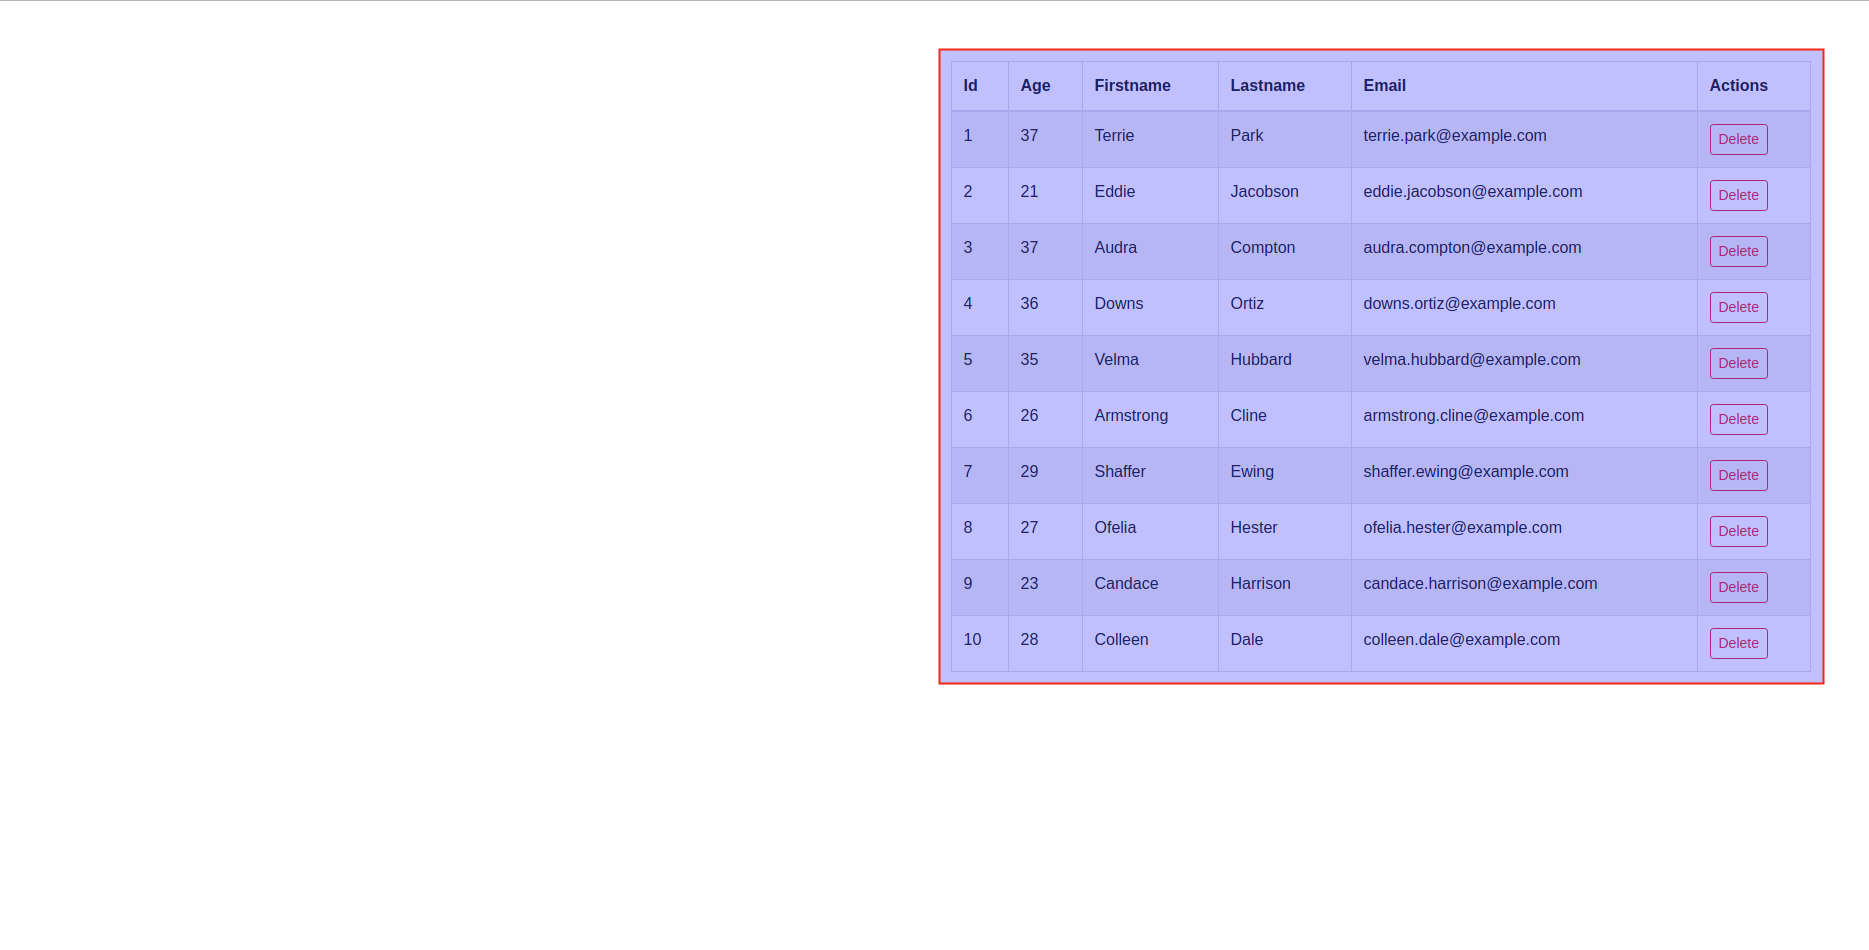 Id Age Firstname Lastname Email Actions
1 37 Terrie Park terrie.park@example.com Delete
2 21 Eddie Jacobson eddie.jacobson@example.com Delete
3 37 Audra Compton audra.compton@example.com Delete
4 36 Downs Ortiz downs.ortiz@example.com Delete
5 35 Velma Hubbard velma.hubbard@example.com Delete
6 26 Armstrong Cline armstrong.cline@example.com Delete
7 29 Shaffer Ewing shaffer.ewing@example.com Delete
8 27 Ofelia Hester ofelia.hester@example.com Delete
9 23 Candace Harrison candace.harrison@example.com Delete
10 28 Colleen Dale colleen.dale@example.com Delete